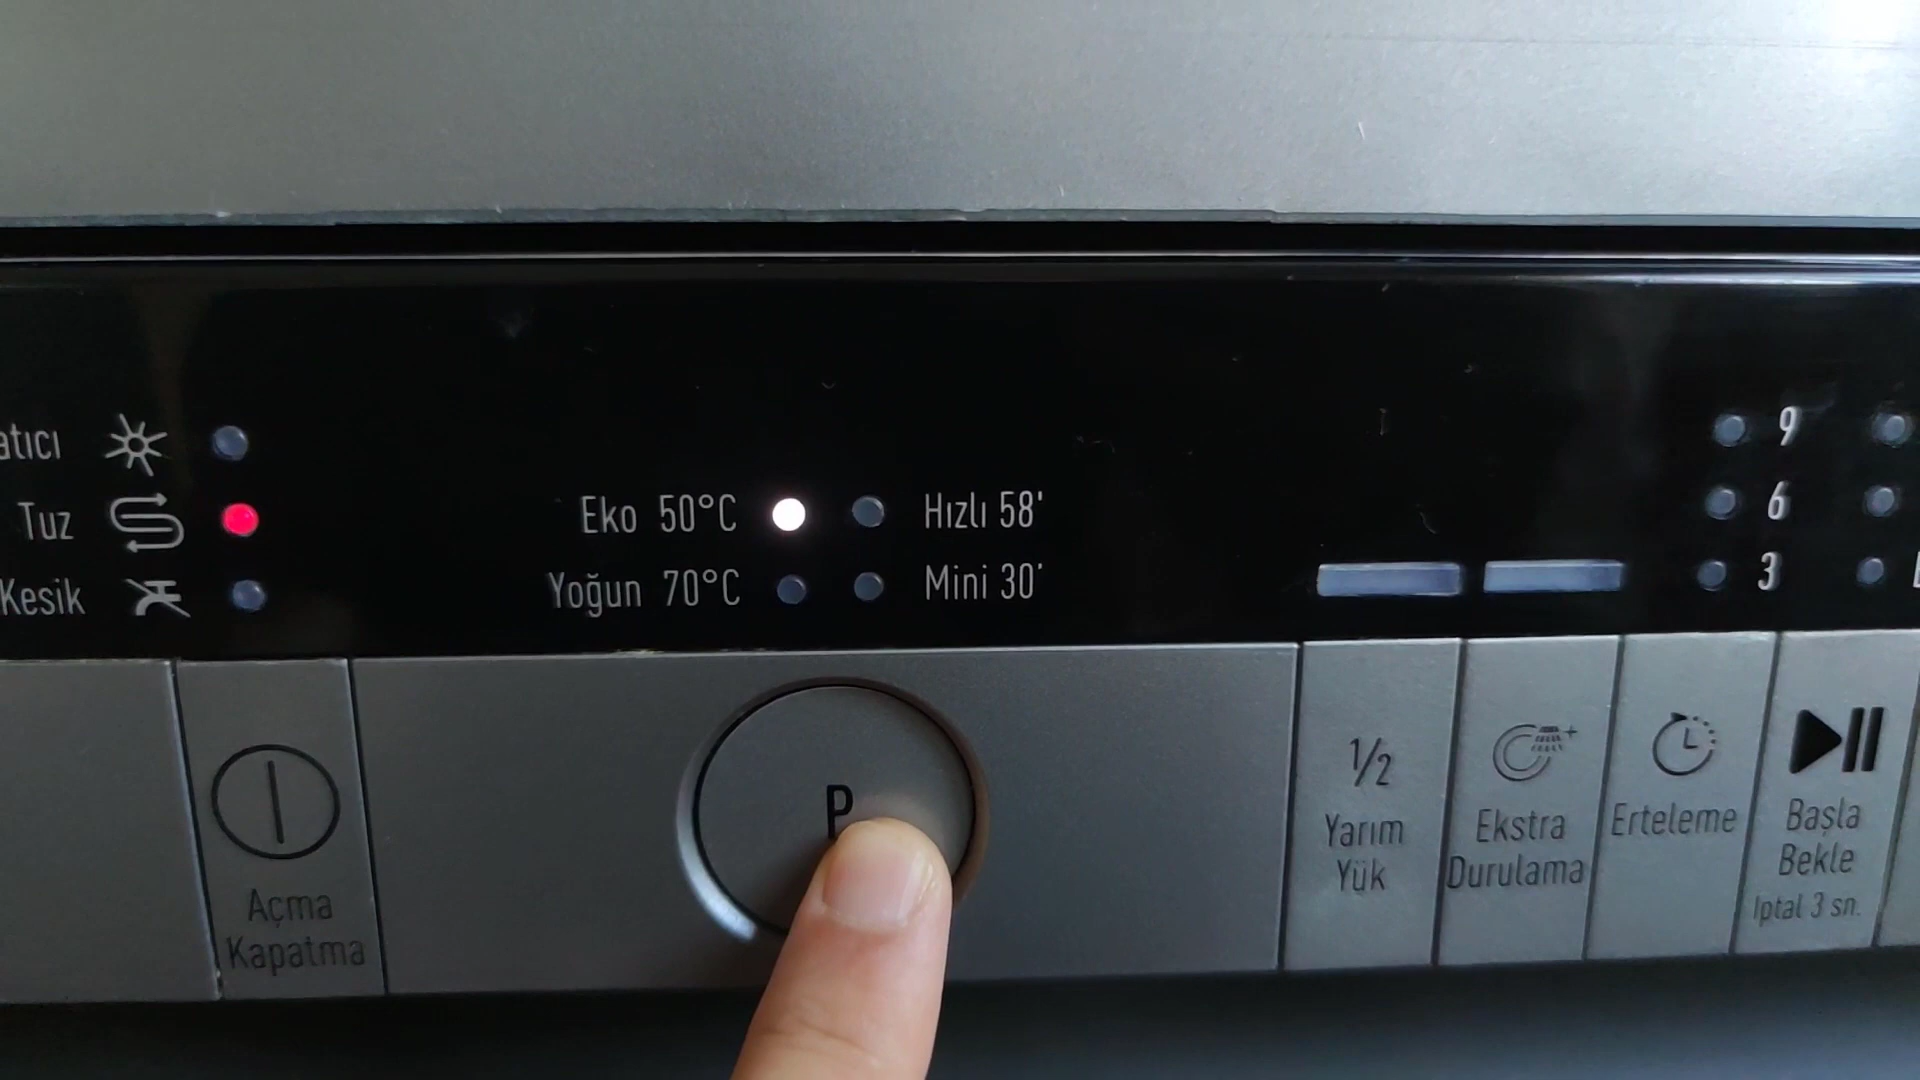 Tuz
Kesik
Eko 50°C
Hızlı 58'
Yoğun 70°C
Mini 30'
9
6
3
Açma
Kapatma
P
1/2
Yarım
Yük
Ekstra
Durulama
Erteleme
Başla
Bekle
İptal 3 sn.